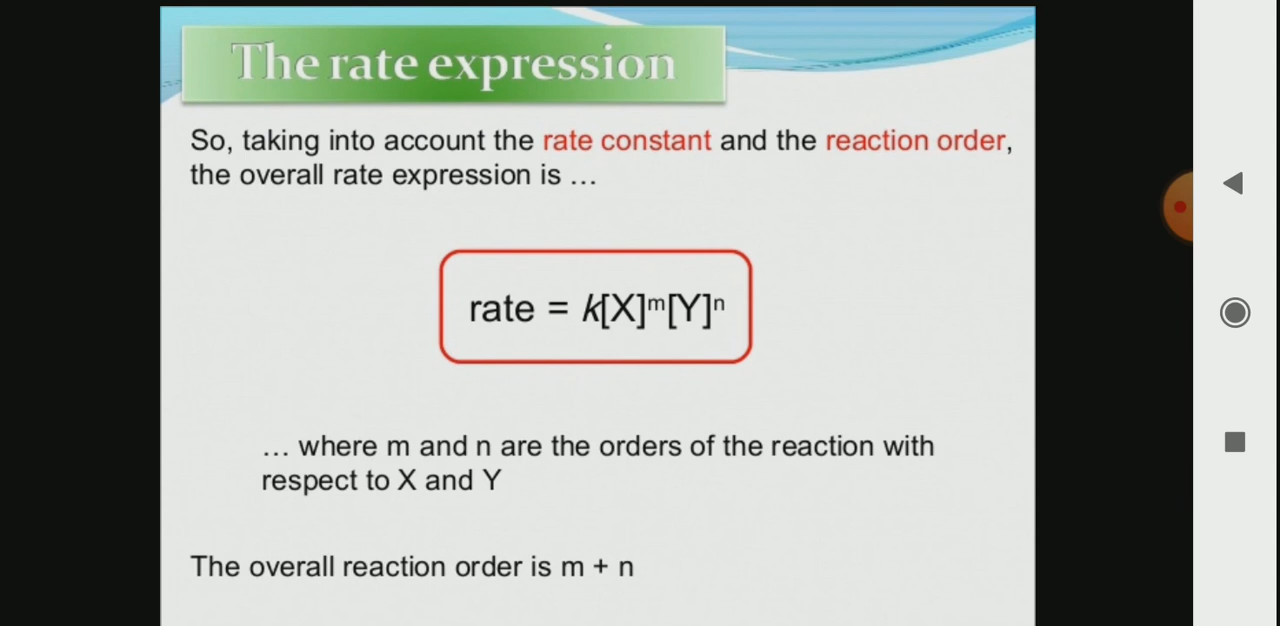 The rate expression
So, taking into account the rate constant and the reaction order,
the overall rate expression is ...
rate = k[X]ᵐ[Y]ⁿ
... where m and n are the orders of the reaction with
respect to X and Y
The overall reaction order is m + n